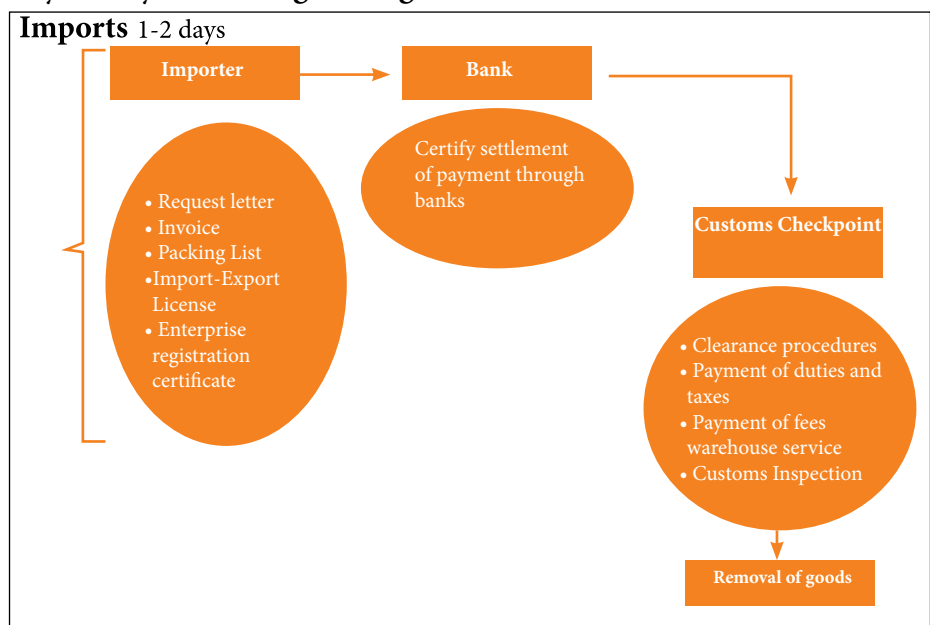 Imports 1-2 days
Importer
Bank
• Request letter
• Invoice
• Packing List
•Import-Export
License
• Enterprise
registration
certificate
Certify settlement
of payment through
banks
Customs Checkpoint
• Clearance procedures
• Payment of duties and
taxes
• Payment of fees
warehouse service
• Customs Inspection
Removal of goods